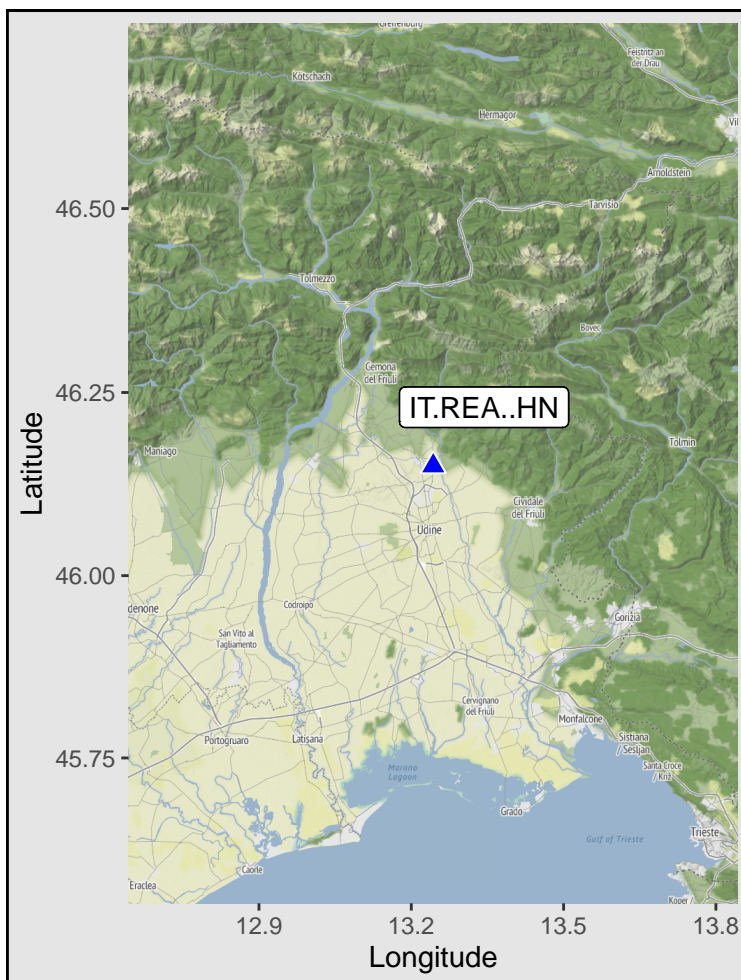 Greifenburg
Feistritz an
der Drau
Kötschach
Hermagor
Vil
Arnoldstein
46.50
Tarvisio
Tolmezzo
Bovec
Gemona
del Friuli
46.25
IT.REA..HN
Maniago
Tolmin
Latitude
Cividale
del Friuli
Udine
46.00
denone
Codroipo
Gorizia
San Vito al
Tagliamento
Cervignano
del Friuli
Monfalcone
Portogruaro
Latisana
Sistiana
/ Sesljan
45.75
Marano
Lagoon
Santa Croce
/ Križ
Grado
Gulf of Trieste
Trieste
Caorle
Eraclea
Koper /
12.9
13.2
13.5
13.8
Longitude